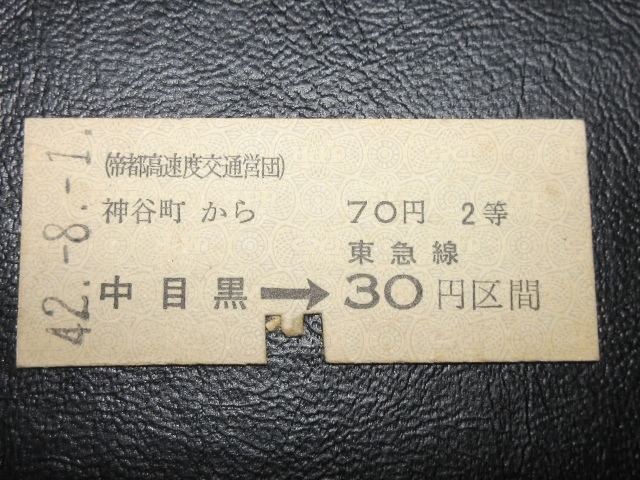 42.-8.-1.
(帝都高速度交通営団)
神谷町 から 70円 2等
東急線
中目黒→30円区間